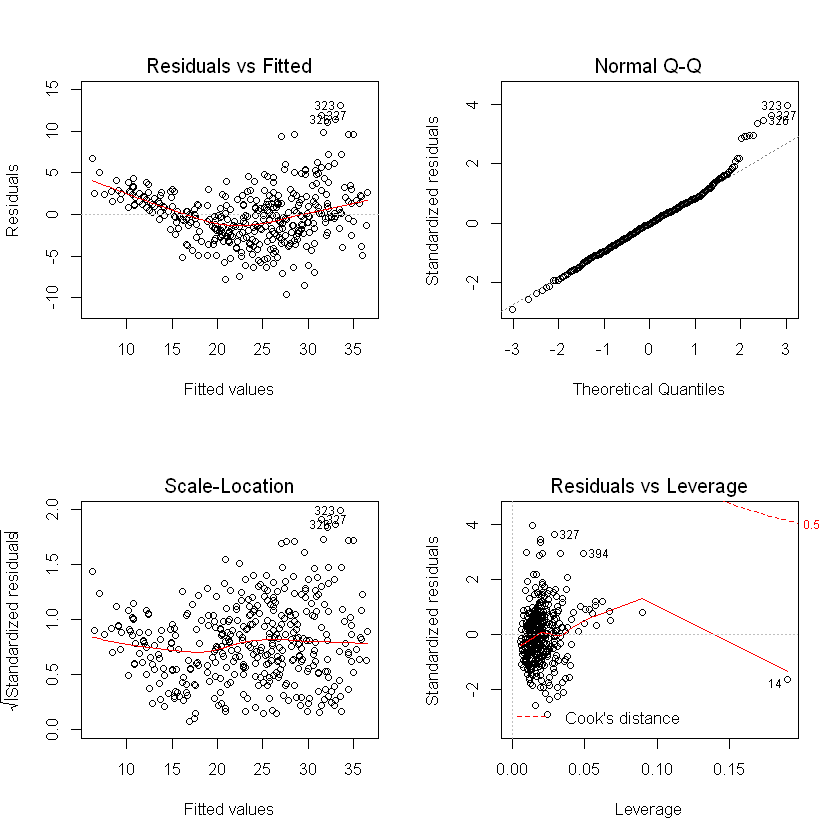 Residuals vs Fitted
Residuals
15
10
5
0
-5
-10
323
327
326
10 15 20 25 30 35
Fitted values
Normal Q-Q
Standardized residuals
4
2
0
-2
323
327
326
-3 -2 -1 0 1 2 3
Theoretical Quantiles
Scale-Location
√|Standardized residuals|
2.0
1.5
1.0
0.5
0.0
323
327
326
10 15 20 25 30 35
Fitted values
Residuals vs Leverage
Standardized residuals
4
2
0
-2
0.5
327
394
14
Cook's distance
0.00 0.05 0.10 0.15
Leverage